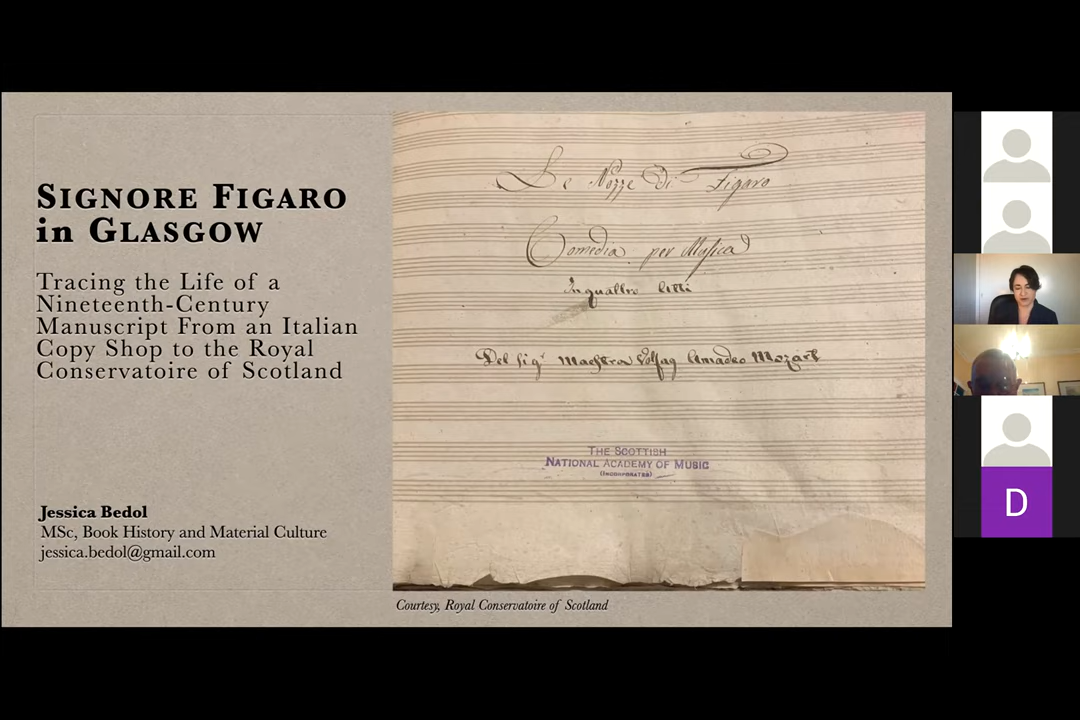 SIGNORE FIGARO
in GLASGOW
Tracing the Life of a
Nineteenth-Century
Manuscript From an Italian
Copy Shop to the Royal
Conservatoire of Scotland
Jessica Bedol
MSc, Book History and Material Culture
jessica.bedol@gmail.com
Le Nozze Di Figaro
Comedia per Musica
In quattro Atti
Del Sigr Maestro Volfag Amadeo Mozart
THE SCOTTISH
NATIONAL ACADEMY OF MUSIC
(INCORPORATED)
Courtesy, Royal Conservatoire of Scotland
D